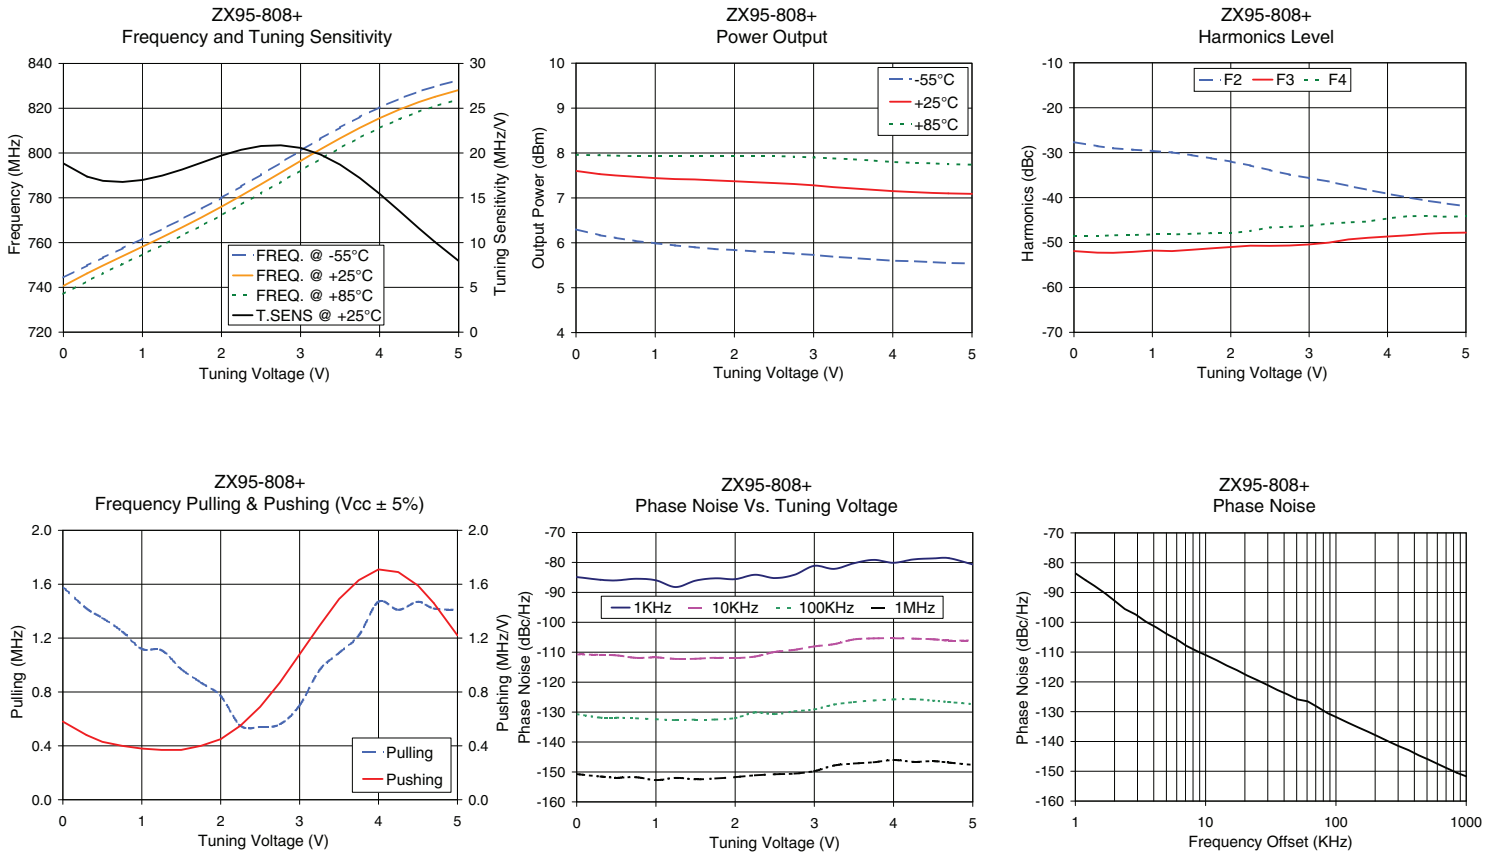 ZX95-808+
Frequency and Tuning Sensitivity
840
820
800
780
760
740
720
Frequency (MHz)
30
25
20
15
10
5
0
Tuning Sensitivity (MHz/V)
FREQ. @ -55°C
FREQ. @ +25°C
FREQ. @ +85°C
T.SENS @ +25°C
0 1 2 3 4 5
Tuning Voltage (V)
ZX95-808+
Power Output
10
9
8
7
6
5
4
Output Power (dBm)
-55°C
+25°C
+85°C
0 1 2 3 4 5
Tuning Voltage (V)
ZX95-808+
Harmonics Level
-10
-20
-30
-40
-50
-60
-70
Harmonics (dBc)
F2 F3 F4
0 1 2 3 4 5
Tuning Voltage (V)
ZX95-808+
Frequency Pulling & Pushing (Vcc ± 5%)
2.0
1.6
1.2
0.8
0.4
0.0
Pulling (MHz)
2.0
1.6
1.2
0.8
0.4
0.0
Pushing (MHz/V)
Pulling
Pushing
0 1 2 3 4 5
Tuning Voltage (V)
ZX95-808+
Phase Noise Vs. Tuning Voltage
-70
-80
-90
-100
-110
-120
-130
-140
-150
-160
Phase Noise (dBc/Hz)
1KHz 10KHz 100KHz 1MHz
0 1 2 3 4 5
Tuning Voltage (V)
ZX95-808+
Phase Noise
-70
-80
-90
-100
-110
-120
-130
-140
-150
-160
Phase Noise (dBc/Hz)
1 10 100 1000
Frequency Offset (KHz)